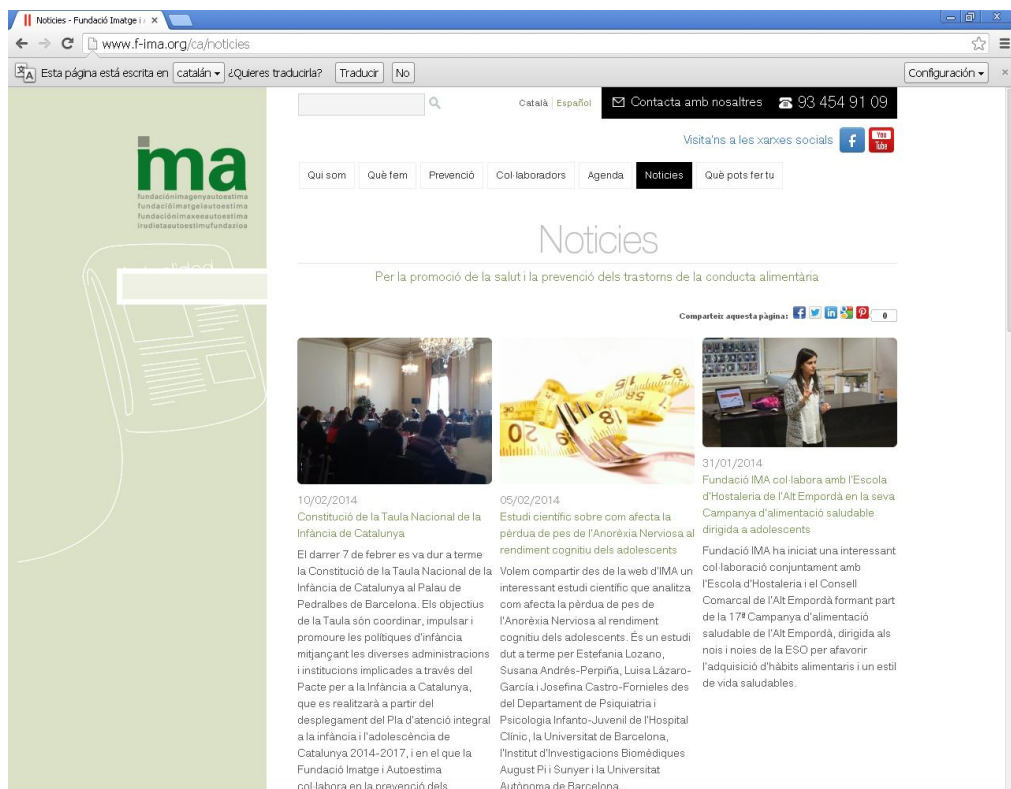 Noticies - Fundació Imatge i
www.f-ima.org/ca/noticies
Esta página está escrita en catalán ¿Quieres traducirla? Traducir No Configuración
Català Español Contacta amb nosaltres 93 454 91 09
Visita'ns a les xarxes socials f You Tube
ima
fundaciónimagenyautoestima
fundacióimatgeiautoestima
fundaciónimaxeeautoestima
irudietaautoestimufundazioa
Qui som Què fem Prevenció Col·laboradors Agenda Noticies Què pots fer tu
Noticies
Per la promoció de la salut i la prevenció dels trastorns de la conducta alimentària
Comparteix aquesta pàgina: 0
10/02/2014
Constitució de la Taula Nacional de la
Infància de Catalunya
El darrer 7 de febrer es va dur a terme
la Constitució de la Taula Nacional de la
Infància de Catalunya al Palau de
Pedralbes de Barcelona. Els objectius
de la Taula són coordinar, impulsar i
promoure les polítiques d'infància
mitjançant les diverses administracions
i institucions implicades a través del
Pacte per a la Infància a Catalunya,
que es realitzarà a partir del
desplegament del Pla d'atenció integral
a la infància i l'adolescència de
Catalunya 2014-2017, i en el que la
Fundació Imatge i Autoestima
col·labora en la prevenció dels
05/02/2014
Estudi científic sobre com afecta la
pèrdua de pes de l'Anorèxia Nerviosa al
rendiment cognitiu dels adolescents
Volem compartir des de la web d'IMA un
interessant estudi científic que analitza
com afecta la pèrdua de pes de
l'Anorèxia Nerviosa al rendiment
cognitiu dels adolescents. És un estudi
dut a terme per Estefania Lozano,
Susana Andrés-Perpiña, Luisa Lázaro-
García i Josefina Castro-Fornieles des
del Departament de Psiquiatria i
Psicologia Infanto-Juvenil de l'Hospital
Clínic, la Universitat de Barcelona,
l'Institut d'Investigacions Biomèdiques
August Pi i Sunyer i la Universitat
Autònoma de Barcelona.
31/01/2014
Fundació IMA col·labora amb l'Escola
d'Hostaleria de l'Alt Empordà en la seva
Campanya d'alimentació saludable
dirigida a adolescents
Fundació IMA ha iniciat una interessant
col·laboració conjuntament amb
l'Escola d'Hostaleria i el Consell
Comarcal de l'Alt Empordà formant part
de la 17ª Campanya d'alimentació
saludable de l'Alt Empordà, dirigida als
nois i noies de la ESO per afavorir
l'adquisició d'hàbits alimentaris i un estil
de vida saludables.